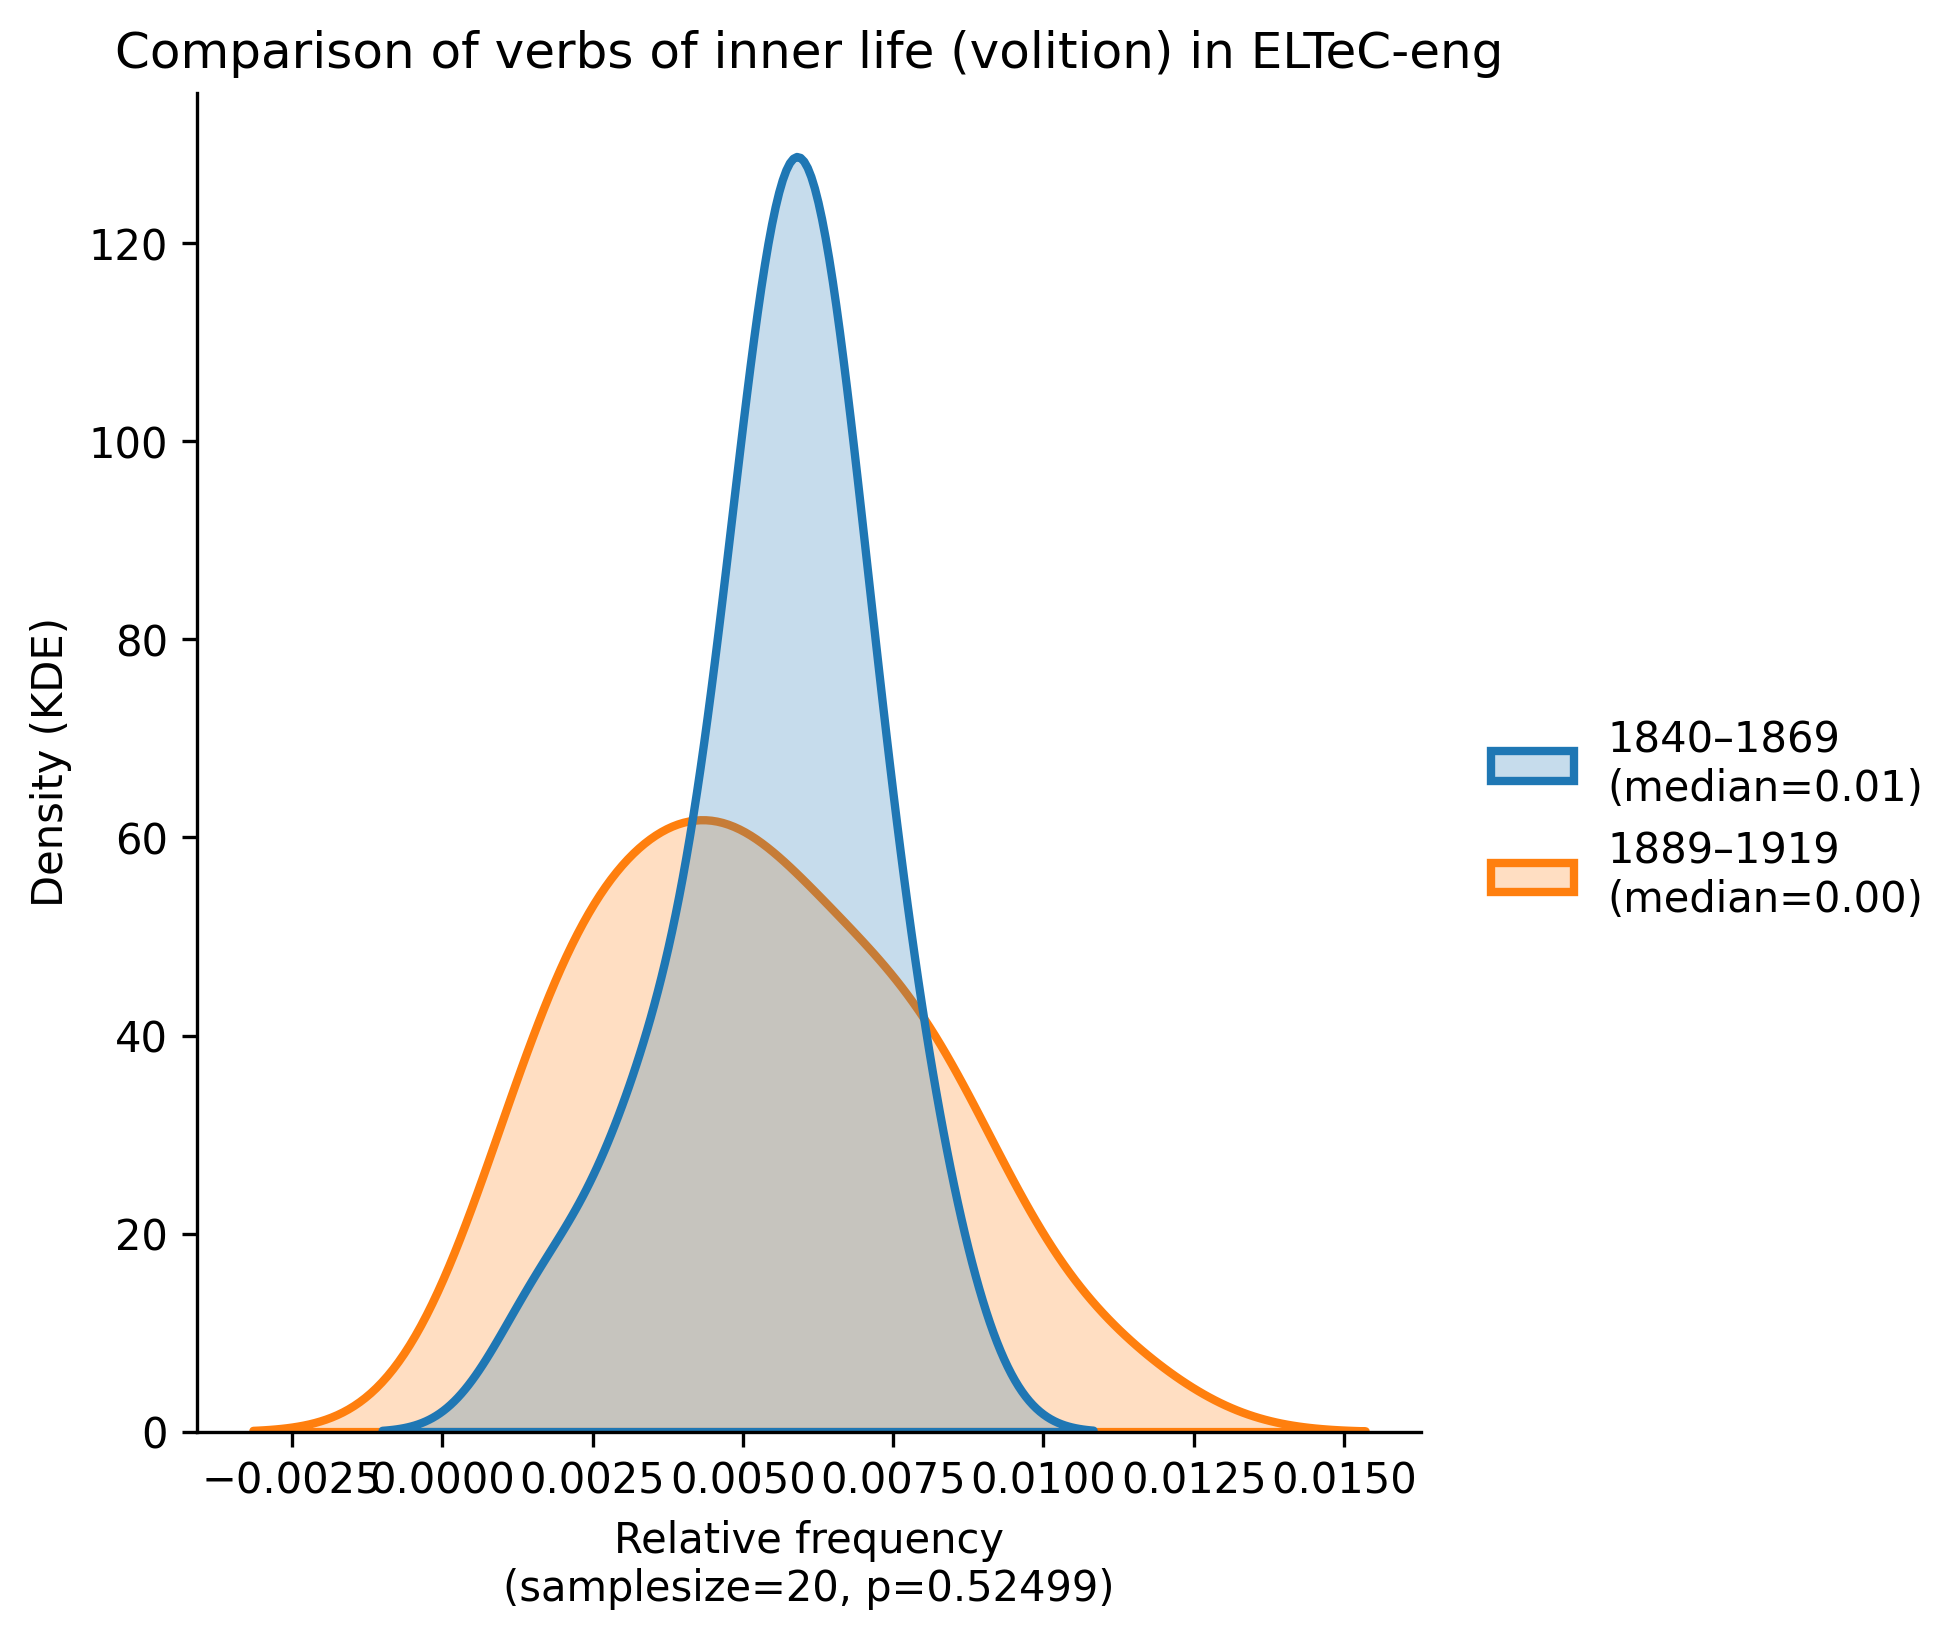 Comparison of verbs of inner life (volition) in ELTeC-eng
Density (KDE)
120
100
80
60
40
20
0
−0.0025 0.0000 0.0025 0.0050 0.0075 0.0100 0.0125 0.0150
Relative frequency
(samplesize=20, p=0.52499)
1840–1869
(median=0.01)
1889–1919
(median=0.00)